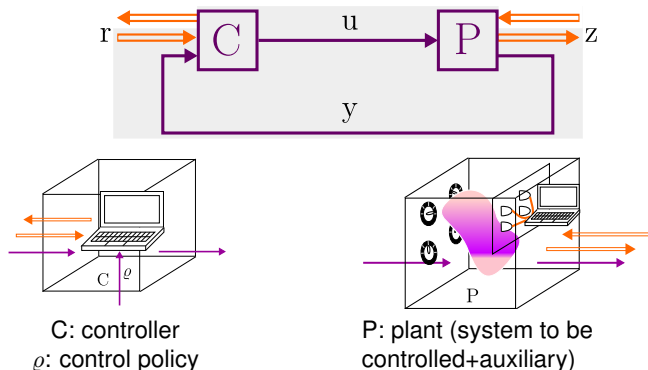 u
r
C
P
z
y
C
ϱ
P
C: controller
ϱ: control policy
P: plant (system to be
controlled+auxiliary)